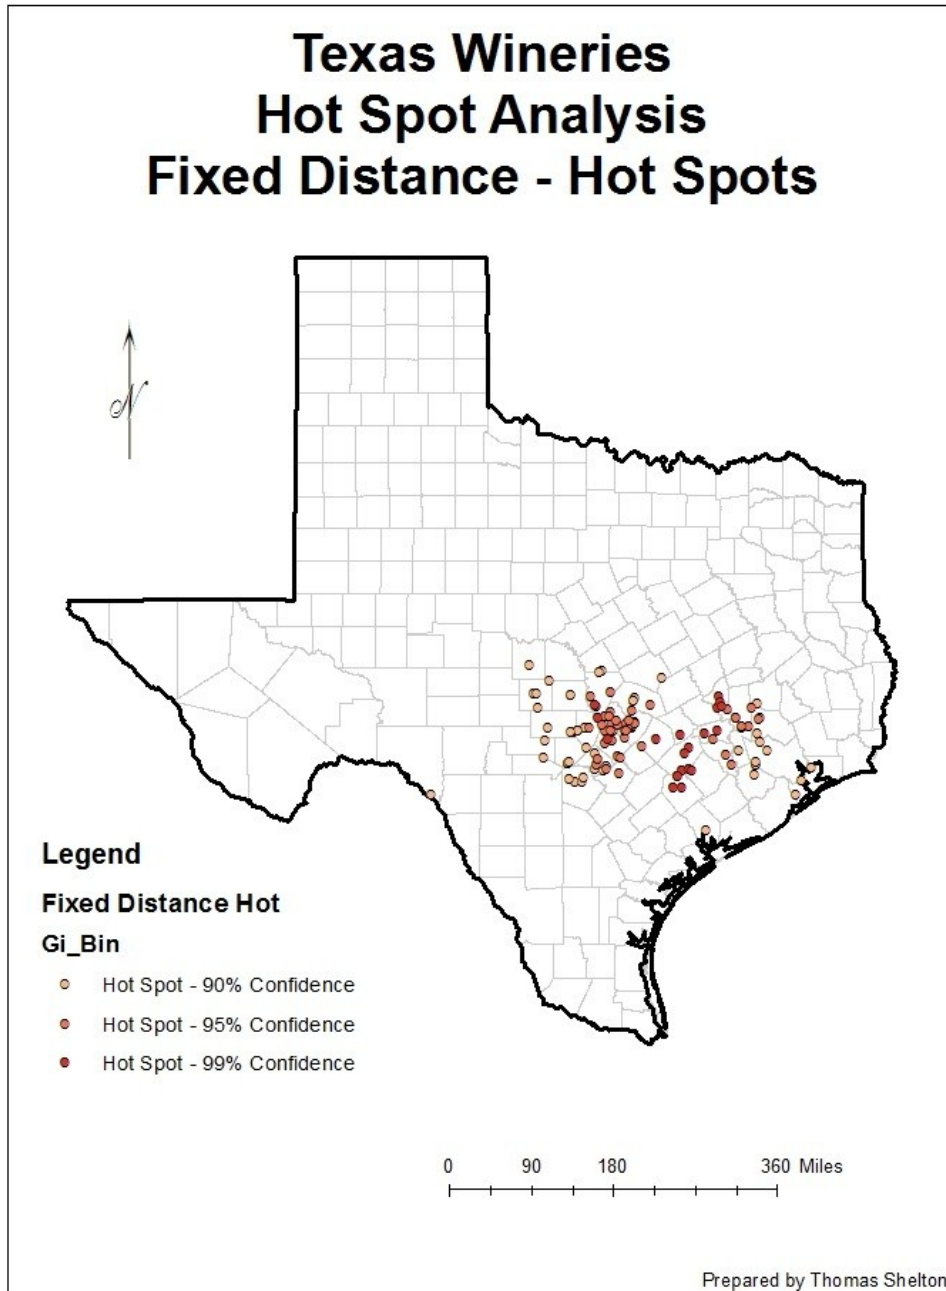 Texas Wineries
Hot Spot Analysis
Fixed Distance - Hot Spots
N
Legend
Fixed Distance Hot
Gi_Bin
Hot Spot - 90% Confidence
Hot Spot - 95% Confidence
Hot Spot - 99% Confidence
0 90 180 360 Miles
Prepared by Thomas Shelton